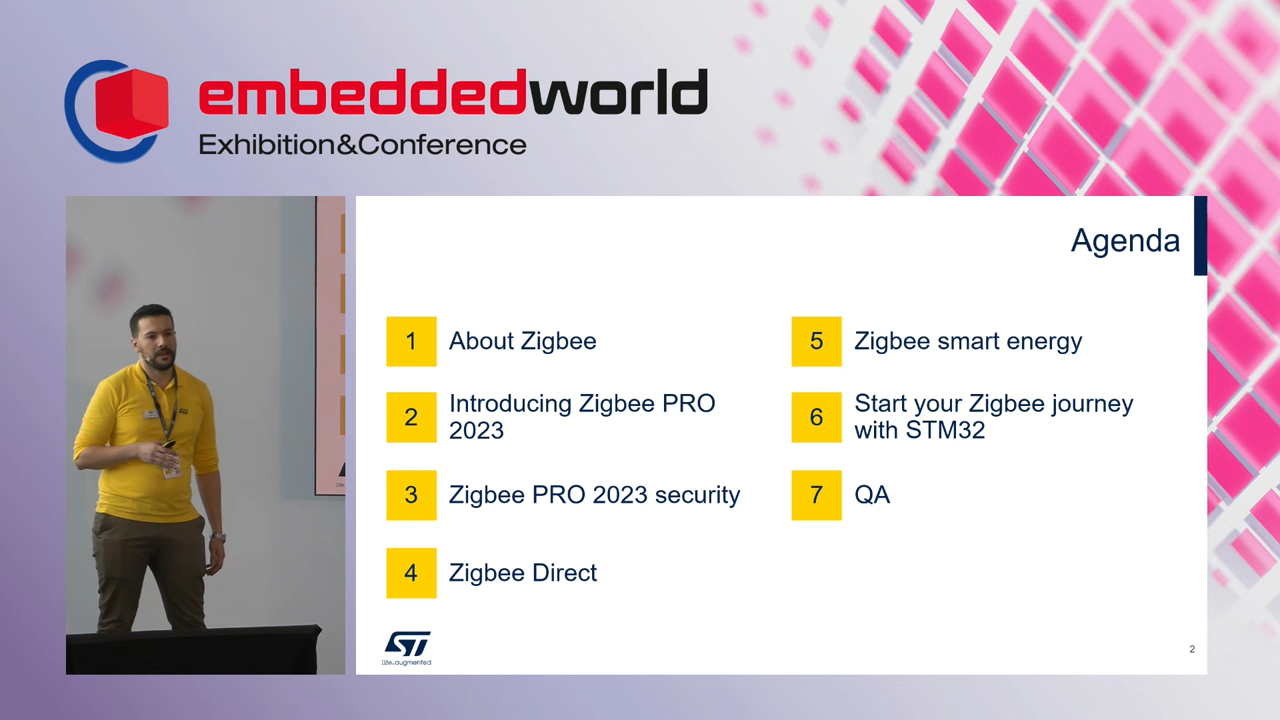 embeddedworld
Exhibition&Conference
Agenda
1 About Zigbee
2 Introducing Zigbee PRO
2023
3 Zigbee PRO 2023 security
4 Zigbee Direct
5 Zigbee smart energy
6 Start your Zigbee journey
with STM32
7 QA
ST
life.augmented
2